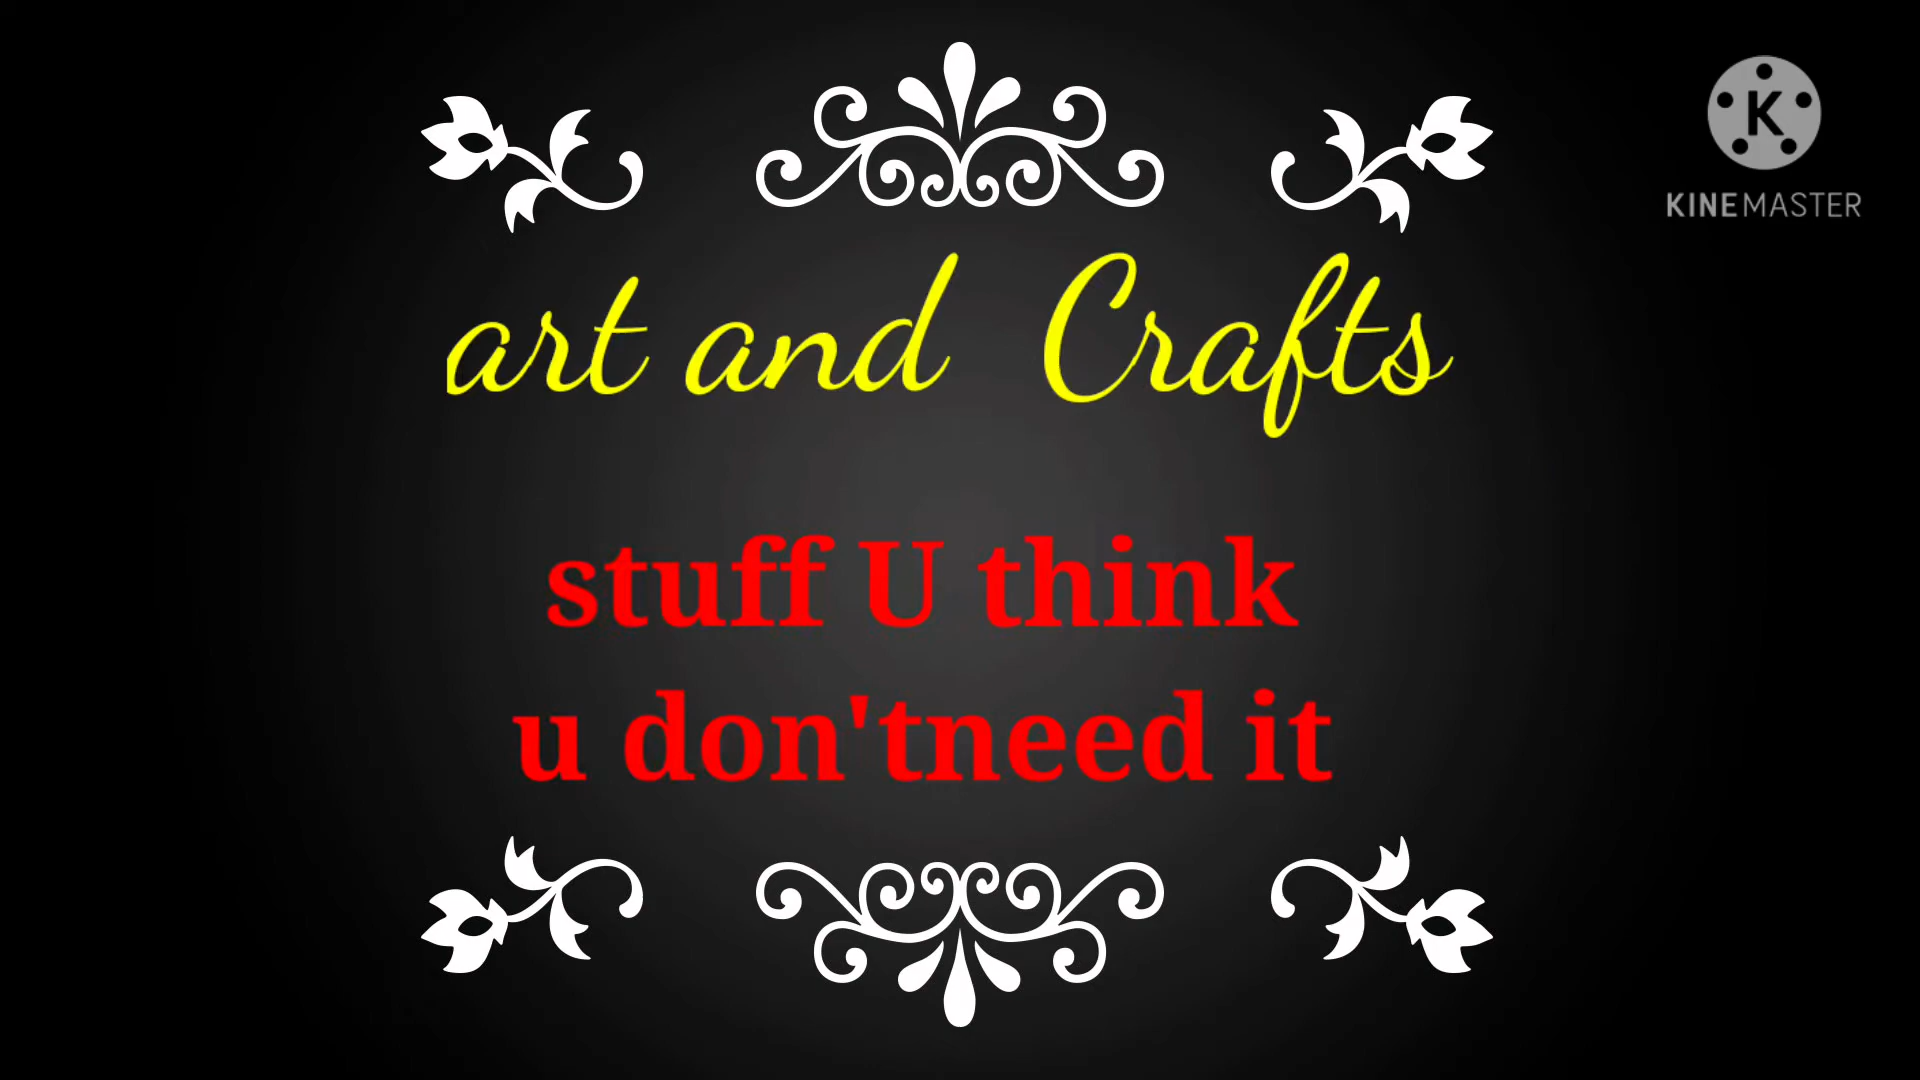 K
KINEMASTER
art and Crafts
stuff U think
u don'tneed it